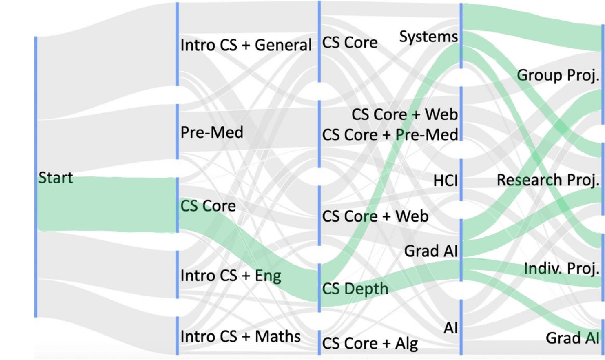 Start
Intro CS + General
Pre-Med
CS Core
Intro CS + Eng
Intro CS + Maths
CS Core
CS Core + Web
CS Core + Pre-Med
CS Core + Web
CS Depth
CS Core + Alg
Systems
HCI
Grad AI
AI
Group Proj.
Research Proj.
Indiv. Proj.
Grad AI